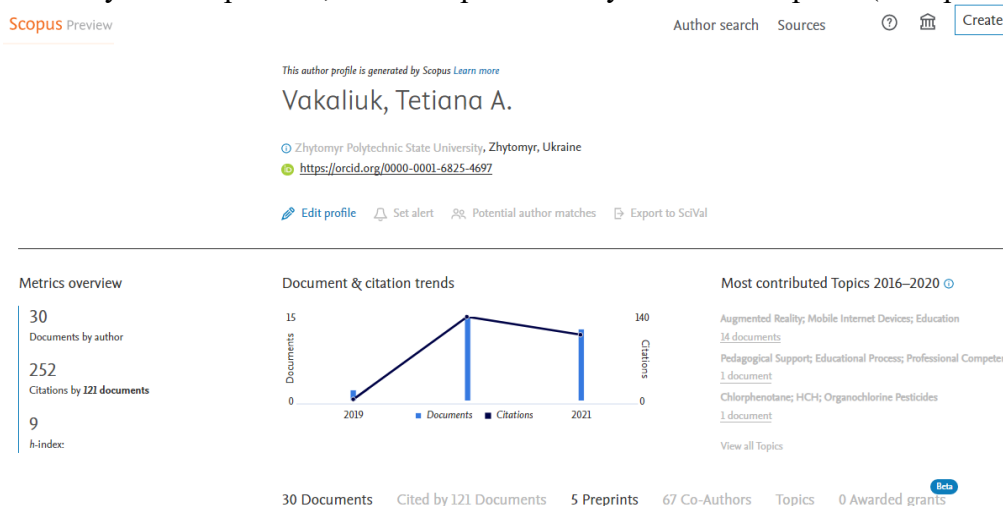 Scopus Preview
Author search Sources
Create
This author profile is generated by Scopus Learn more
Vakaliuk, Tetiana A.
Zhytomyr Polytechnic State University, Zhytomyr, Ukraine
https://orcid.org/0000-0001-6825-4697
Edit profile Set alert Potential author matches Export to SciVal
Metrics overview
30
Documents by author
252
Citations by 121 documents
9
h-index:
Document & citation trends
15
140
Documents
Citations
0
0
2019
Documents Citations
2021
Most contributed Topics 2016–2020
Augmented Reality; Mobile Internet Devices; Education
14 documents
Pedagogical Support; Educational Process; Professional Competen
1 document
Chlorphenotane; HCH; Organochlorine Pesticides
1 document
View all Topics
Beta
30 Documents Cited by 121 Documents 5 Preprints 67 Co-Authors Topics 0 Awarded grants